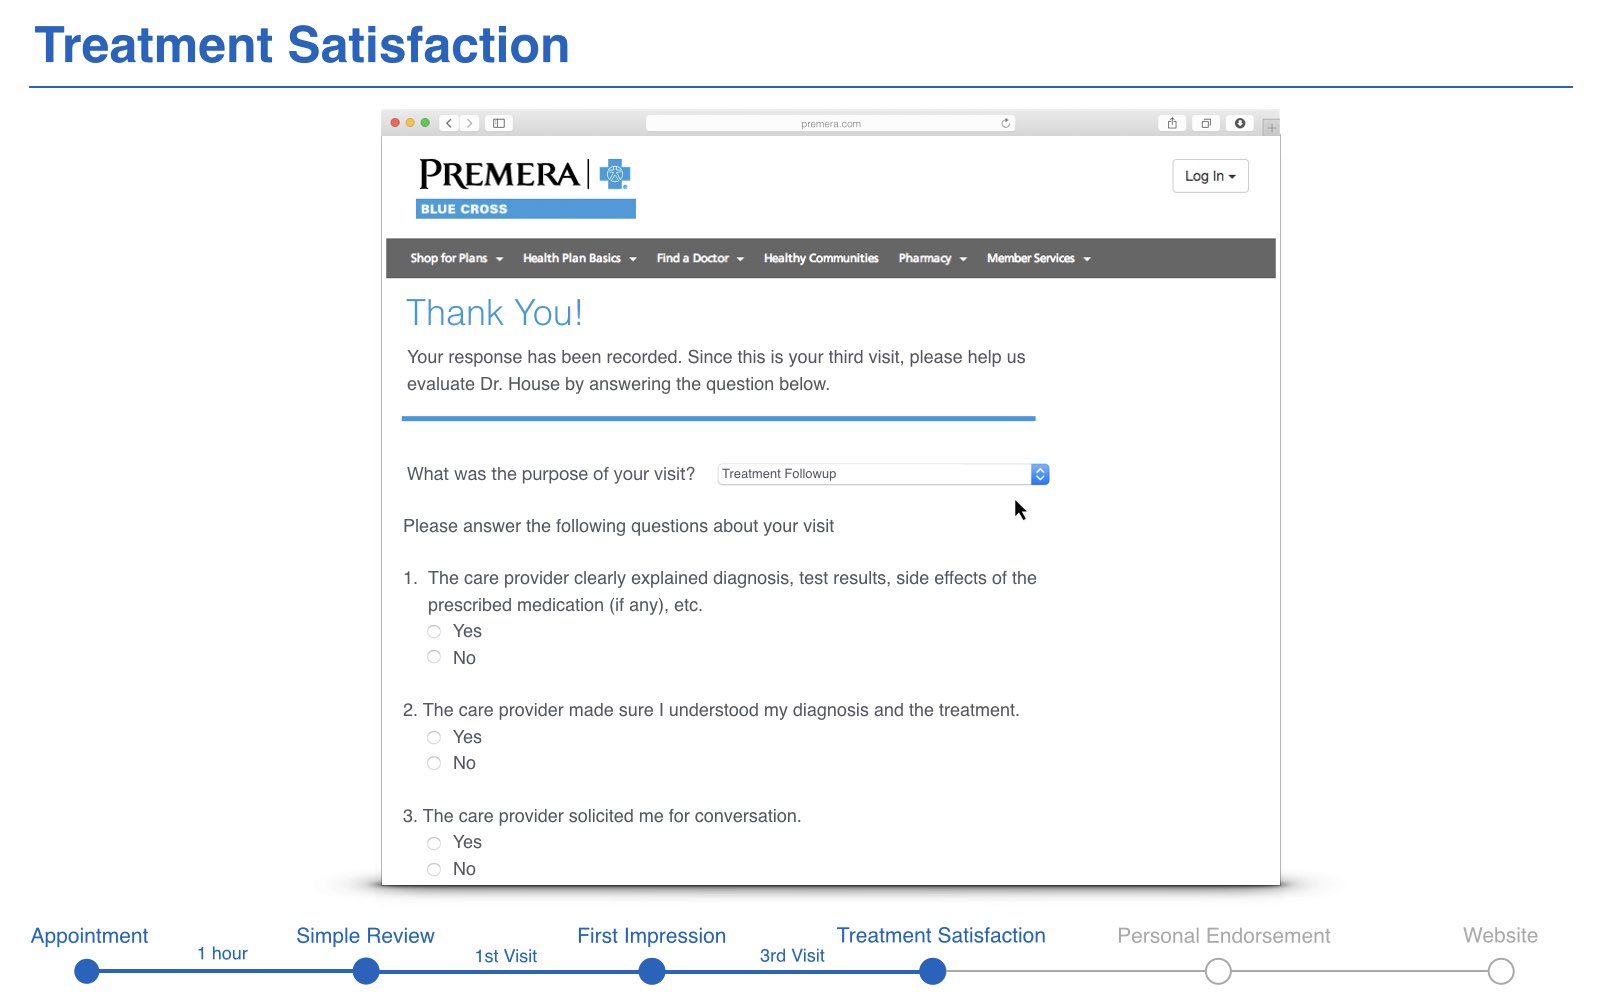 Treatment Satisfaction
premera.com
PREMERA
BLUE CROSS
Log In
Shop for Plans Health Plan Basics Find a Doctor Healthy Communities Pharmacy Member Services
Thank You!
Your response has been recorded. Since this is your third visit, please help us
evaluate Dr. House by answering the question below.
What was the purpose of your visit? Treatment Followup
Please answer the following questions about your visit
1. The care provider clearly explained diagnosis, test results, side effects of the
prescribed medication (if any), etc.
Yes
No
2. The care provider made sure I understood my diagnosis and the treatment.
Yes
No
3. The care provider solicited me for conversation.
Yes
No
Appointment Simple Review First Impression Treatment Satisfaction Personal Endorsement Website
1 hour 1st Visit 3rd Visit